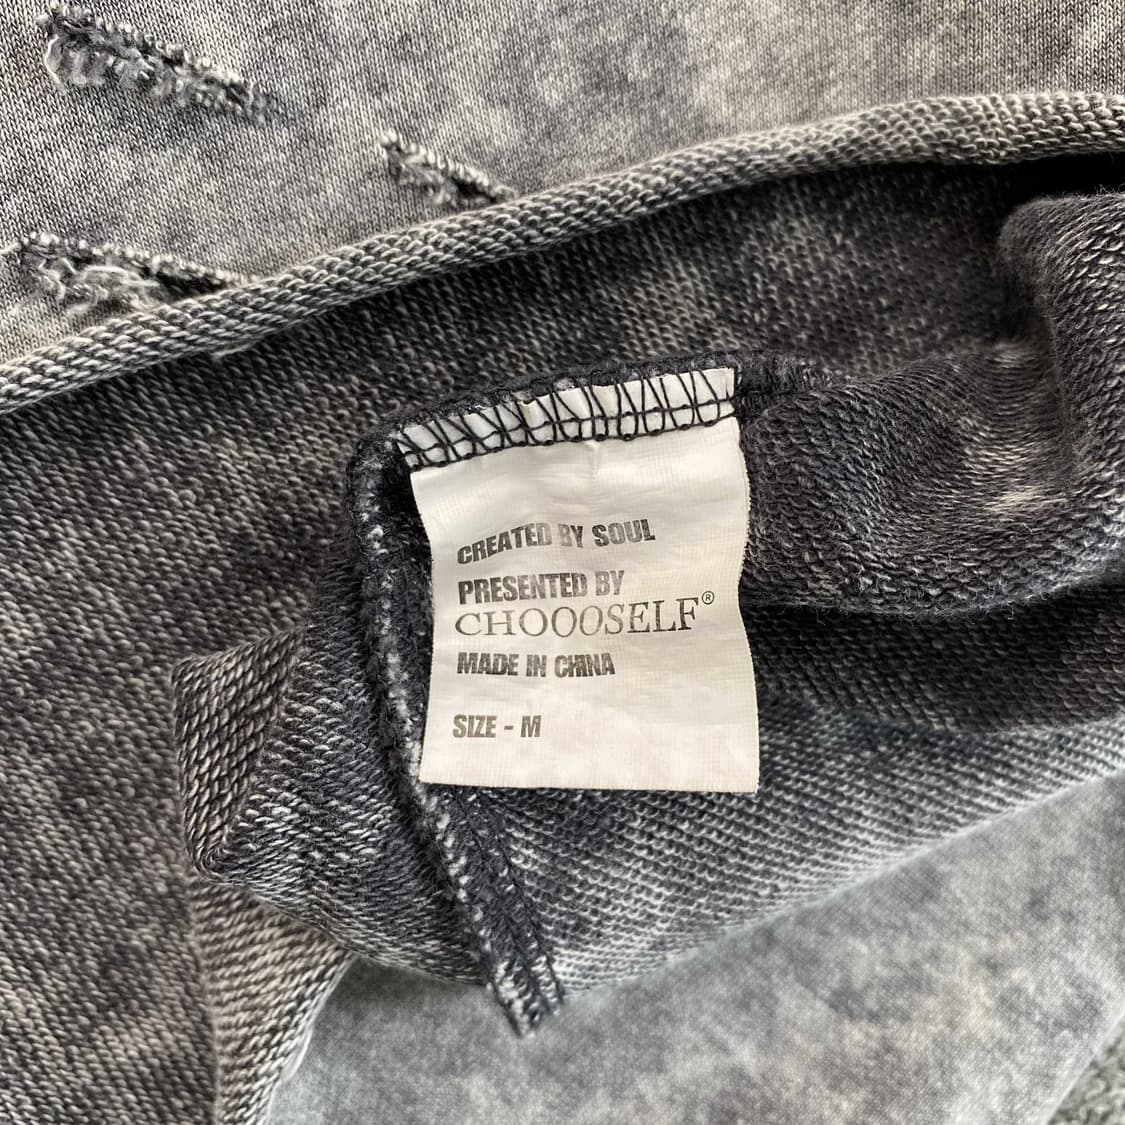 CREATED BY SOUL
PRESENTED BY
CHOOOSELF®
MADE IN CHINA
SIZE - M